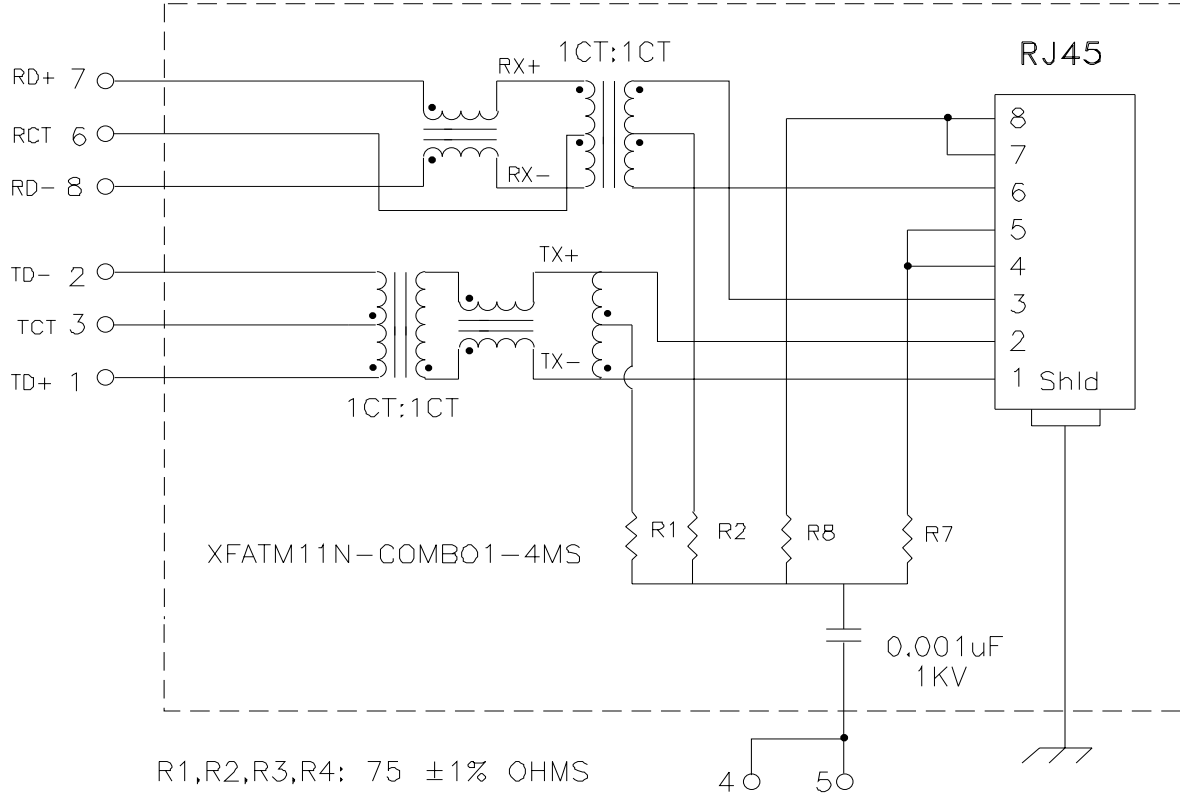 1CT:1CT
RJ45
RD+ 7
RX+
RCT 6
RD- 8
RX-
8
7
6
5
4
3
2
1 Shld
TD- 2
TX+
TCT 3
TX-
TD+ 1
1CT:1CT
R1
R2
R8
R7
XFATM11N-COMBO1-4MS
0.001uF
1KV
R1,R2,R3,R4: 75 ±1% OHMS
4
5